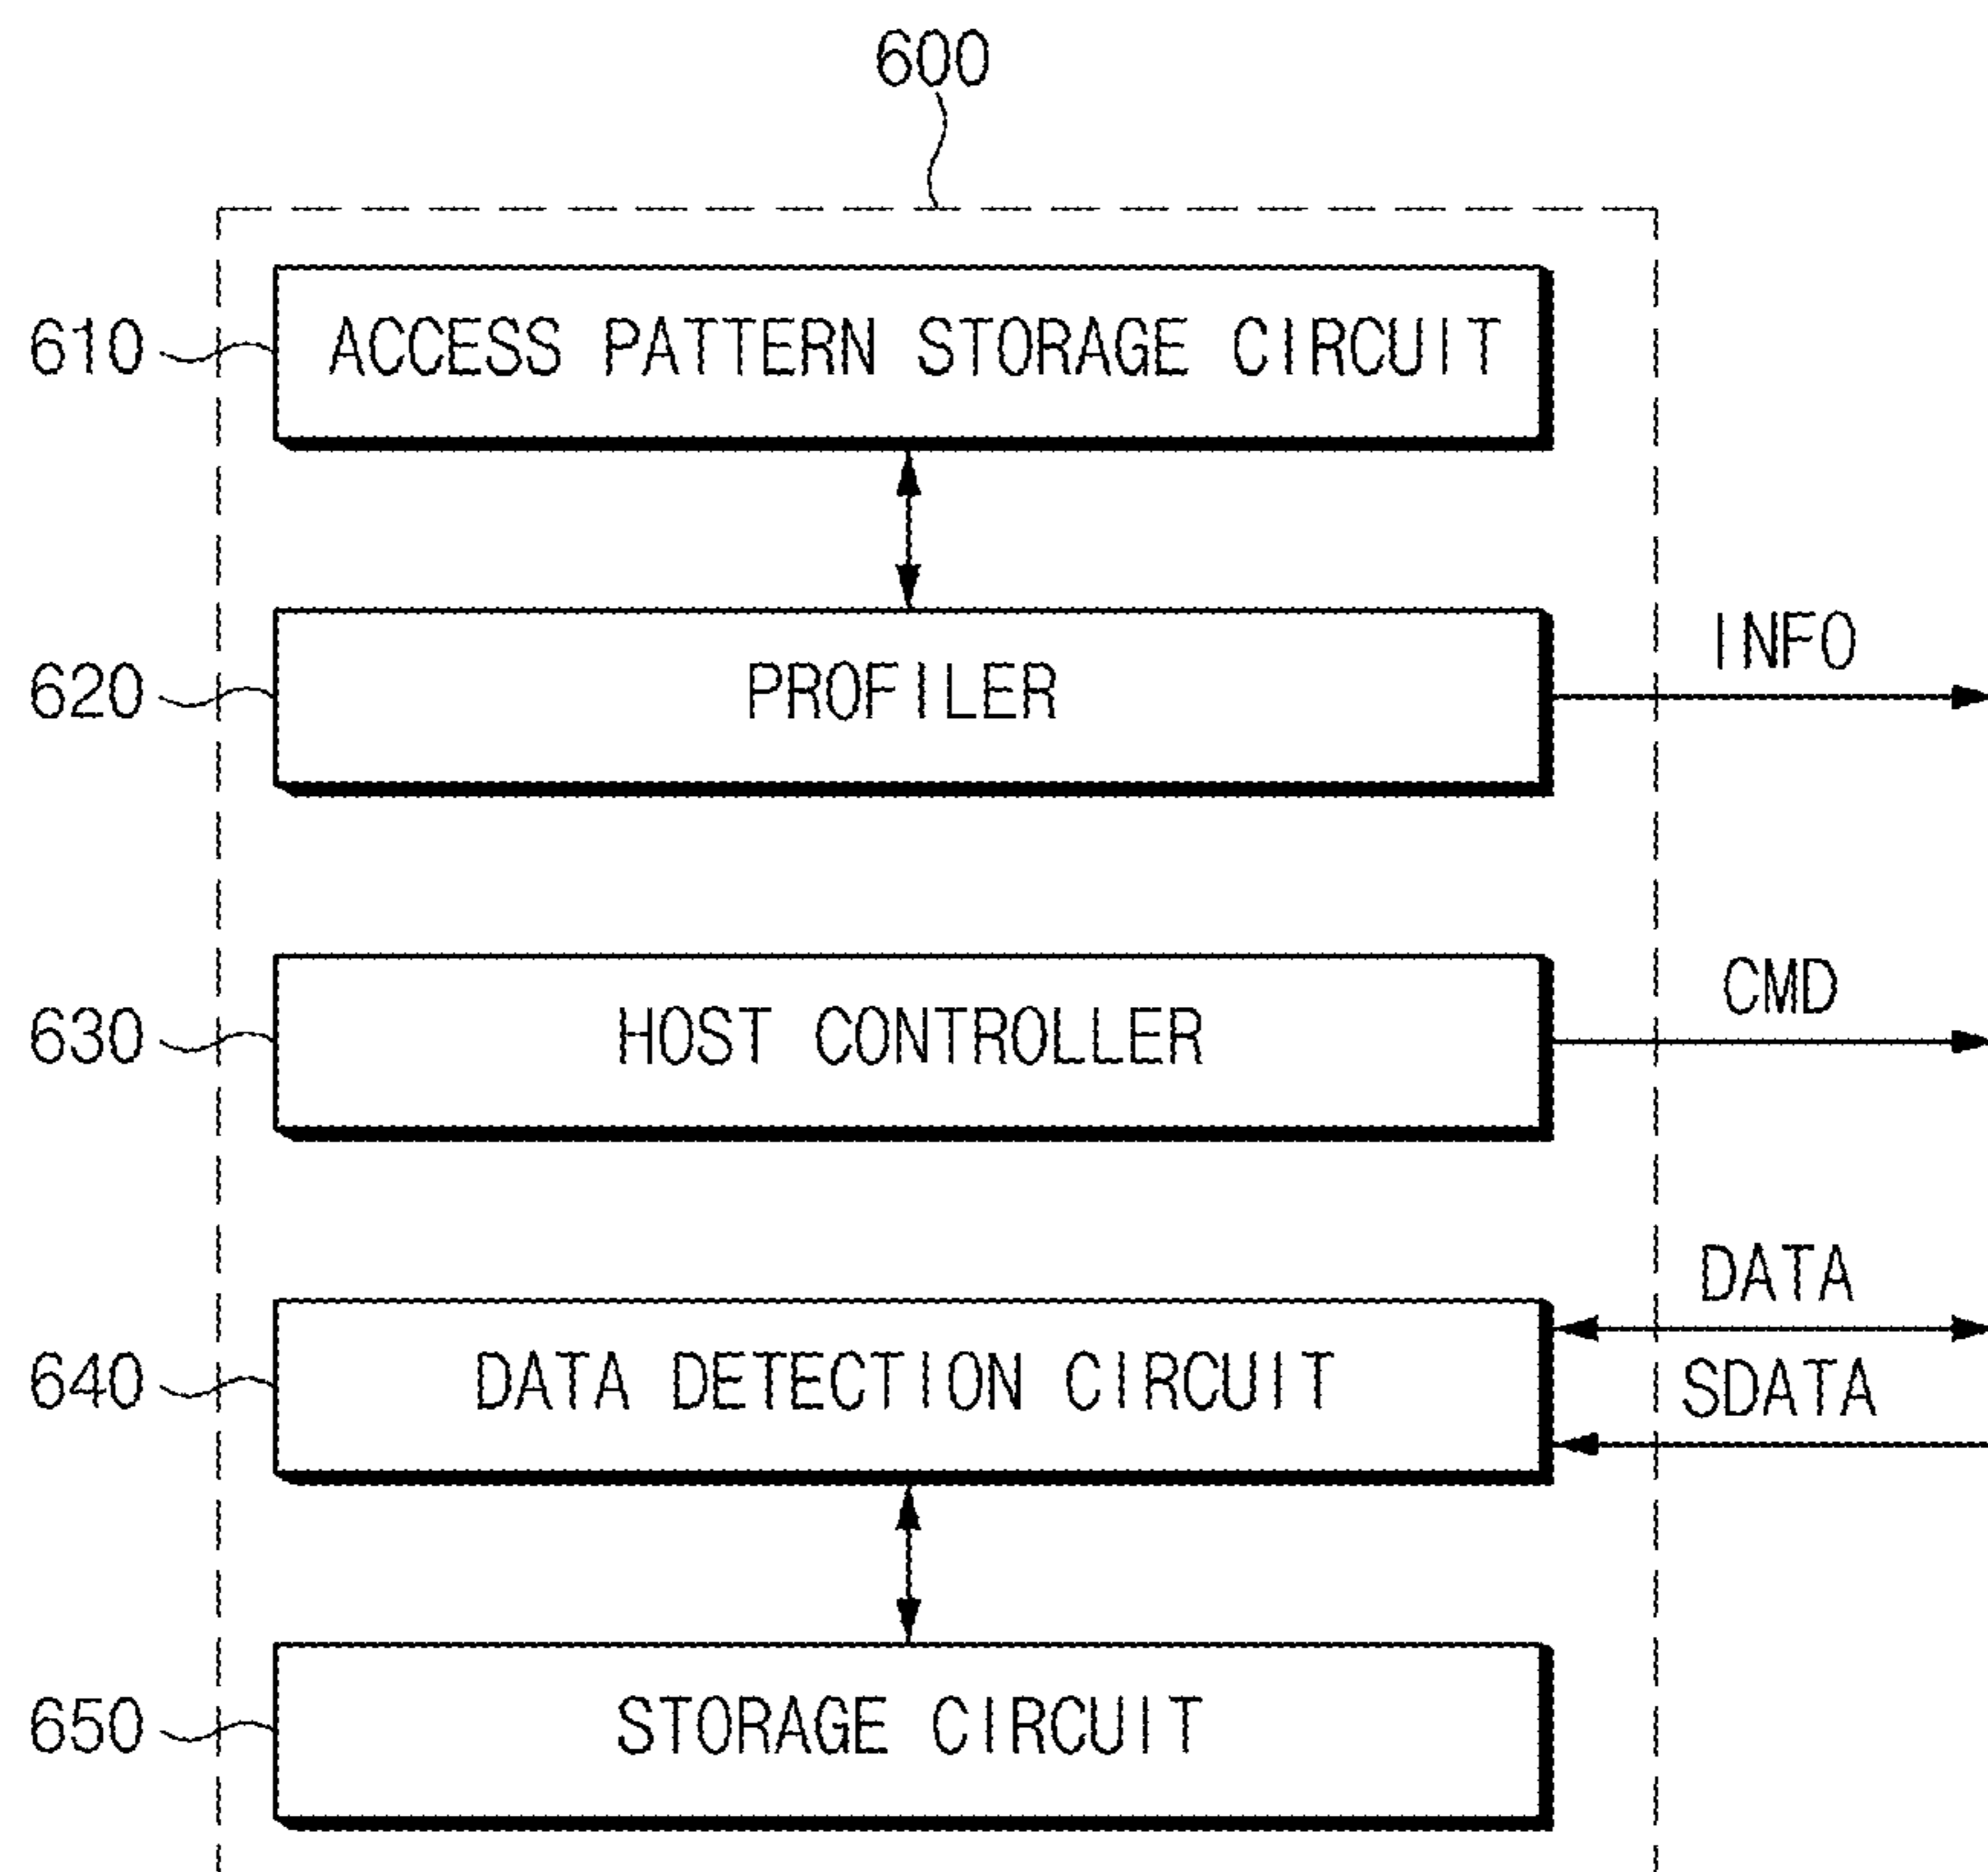 600
610 ACCESS PATTERN STORAGE CIRCUIT
INFO
620 PROFILER
CMD
630 HOST CONTROLLER
DATA
640 DATA DETECTION CIRCUIT
SDATA
650 STORAGE CIRCUIT